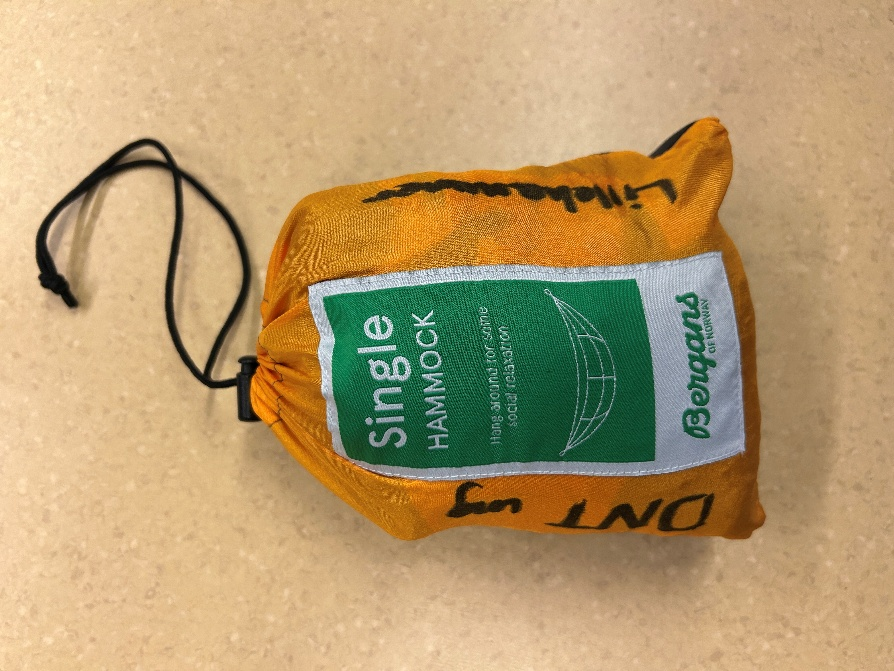 Single
HAMMOCK
Hang around for some
social relaxation
Bergans
OF NORWAY
Lillehammer
DNT ung